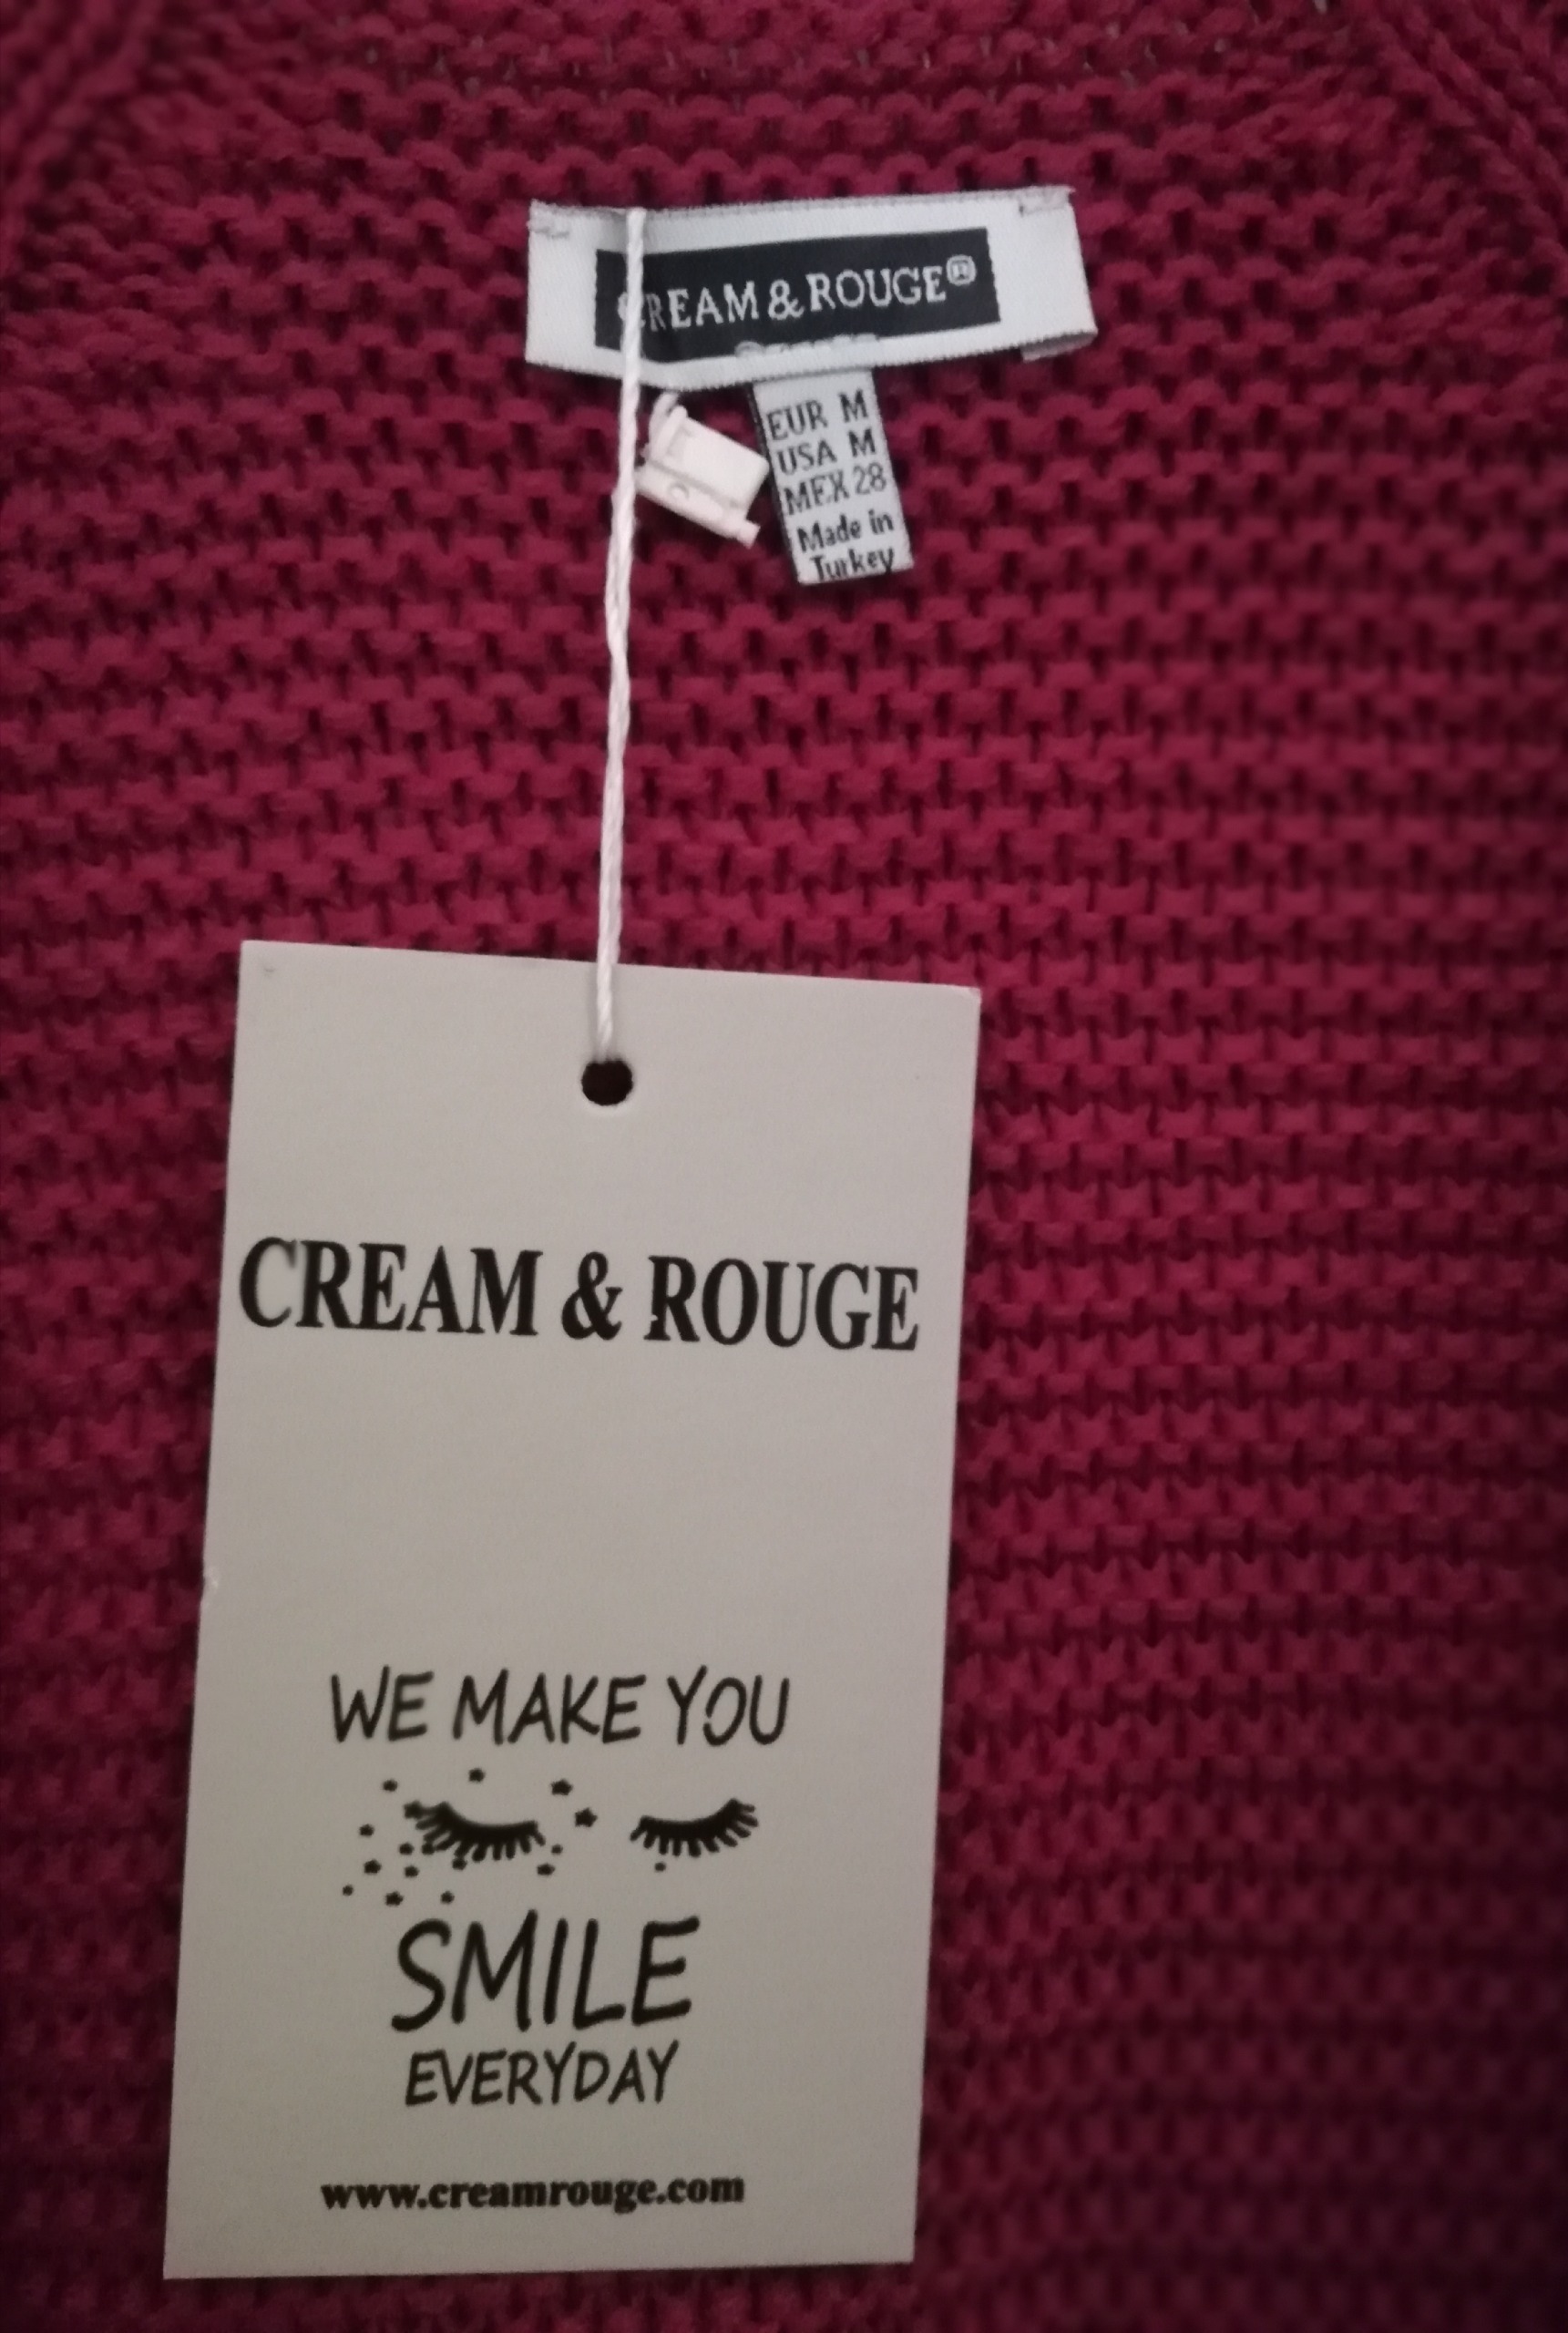 CREAM & ROUGE®
EUR M
USA M
MEX 28
Made in
Turkey
CREAM & ROUGE
WE MAKE YOU
SMILE
EVERYDAY
www.creamrouge.com